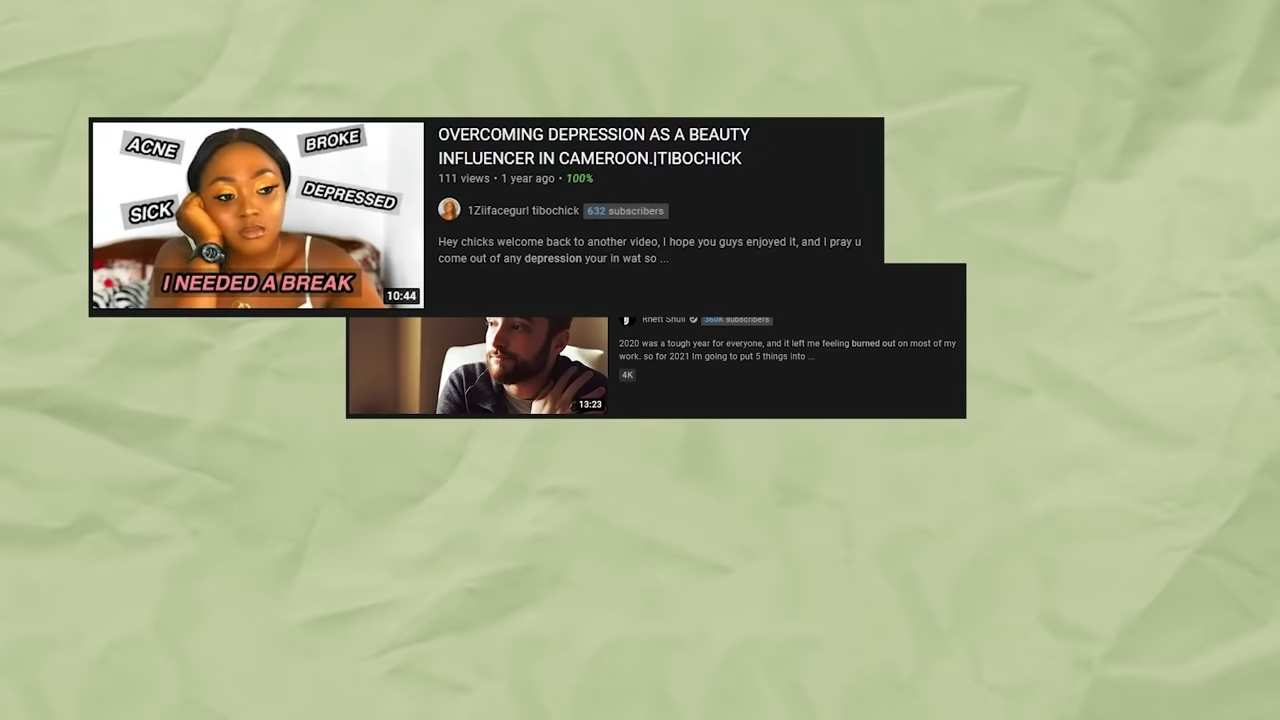 ACNE
BROKE
SICK
DEPRESSED
I NEEDED A BREAK
10:44
OVERCOMING DEPRESSION AS A BEAUTY
INFLUENCER IN CAMEROON.|TIBOCHICK
111 views • 1 year ago • 100%
1Ziifacegurl tibochick 632 subscribers
Hey chicks welcome back to another video, I hope you guys enjoyed it, and I pray u
come out of any depression your in wat so ...
Rhett Shull 360K subscribers
2020 was a tough year for everyone, and it left me feeling burned out on most of my
work. so for 2021 Im going to put 5 things into ...
4K
13:23